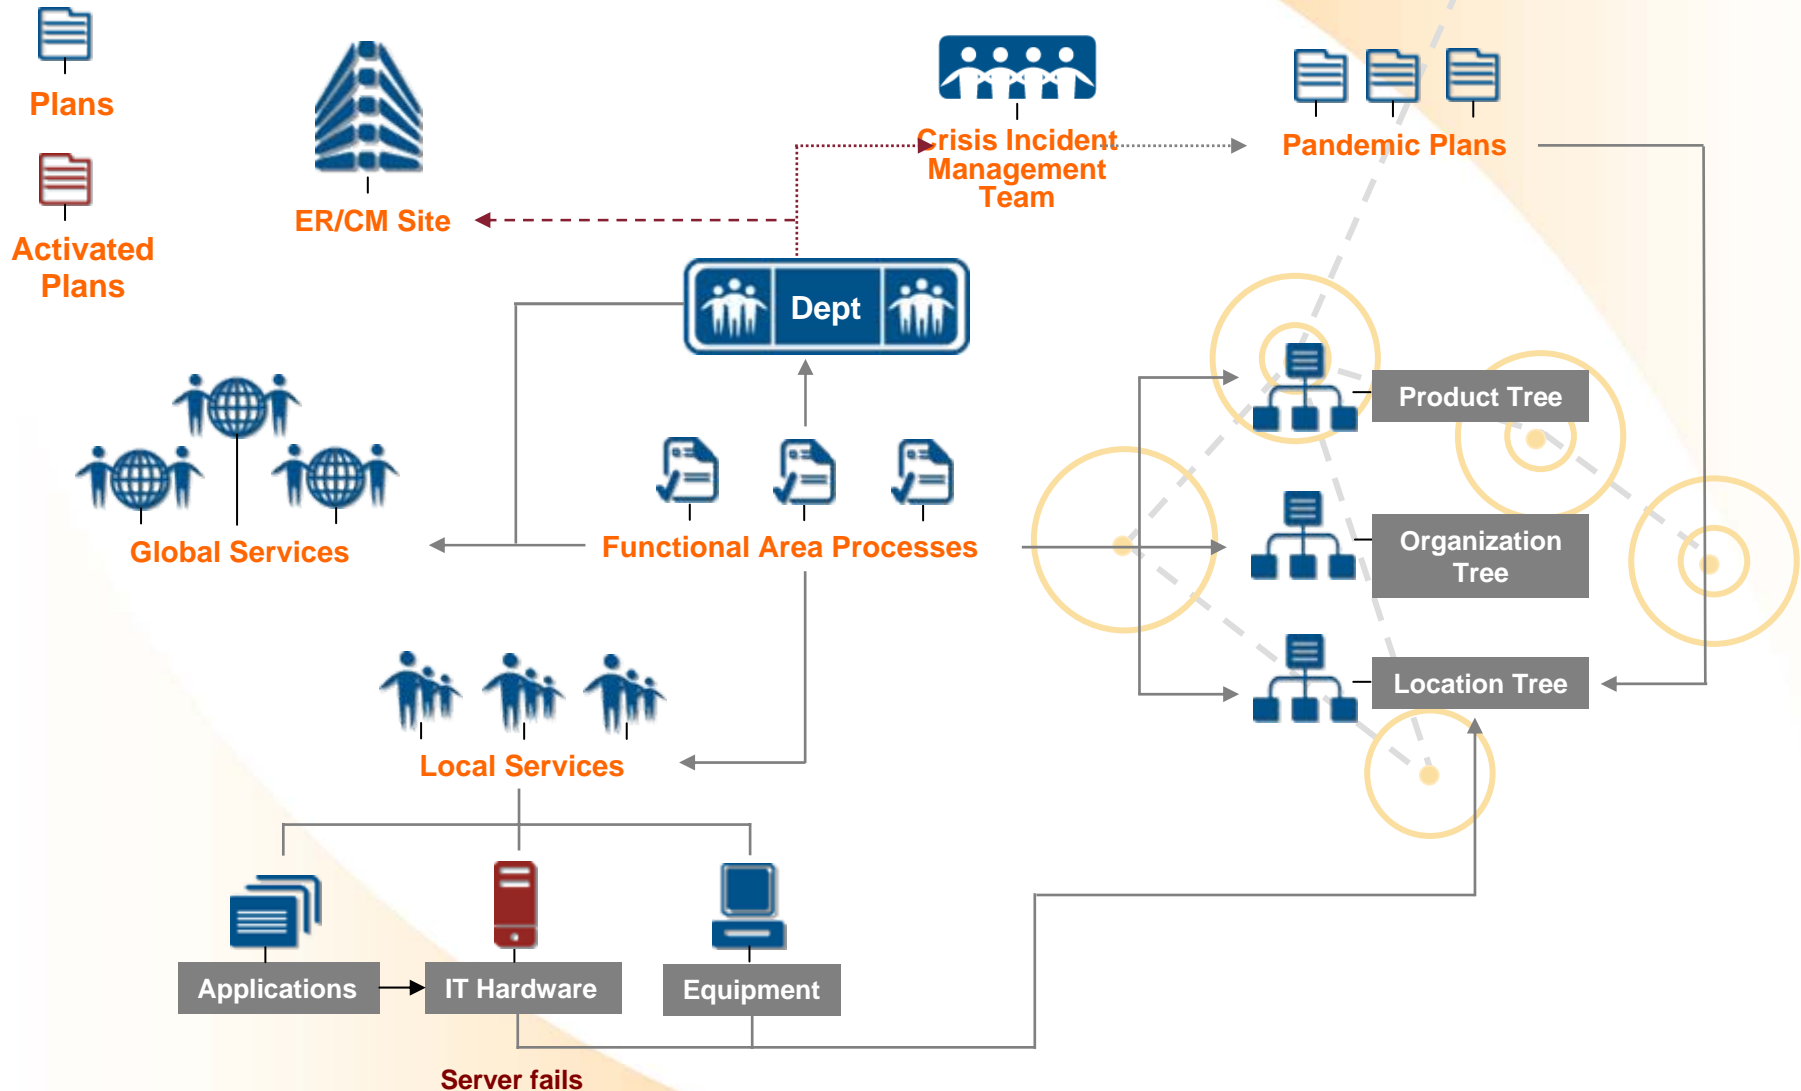 Plans
Activated
Plans
ER/CM Site
Crisis Incident
Management
Team
Pandemic Plans
Dept
Product Tree
Global Services
Functional Area Processes
Organization
Tree
Location Tree
Local Services
Applications
IT Hardware
Equipment
Server fails